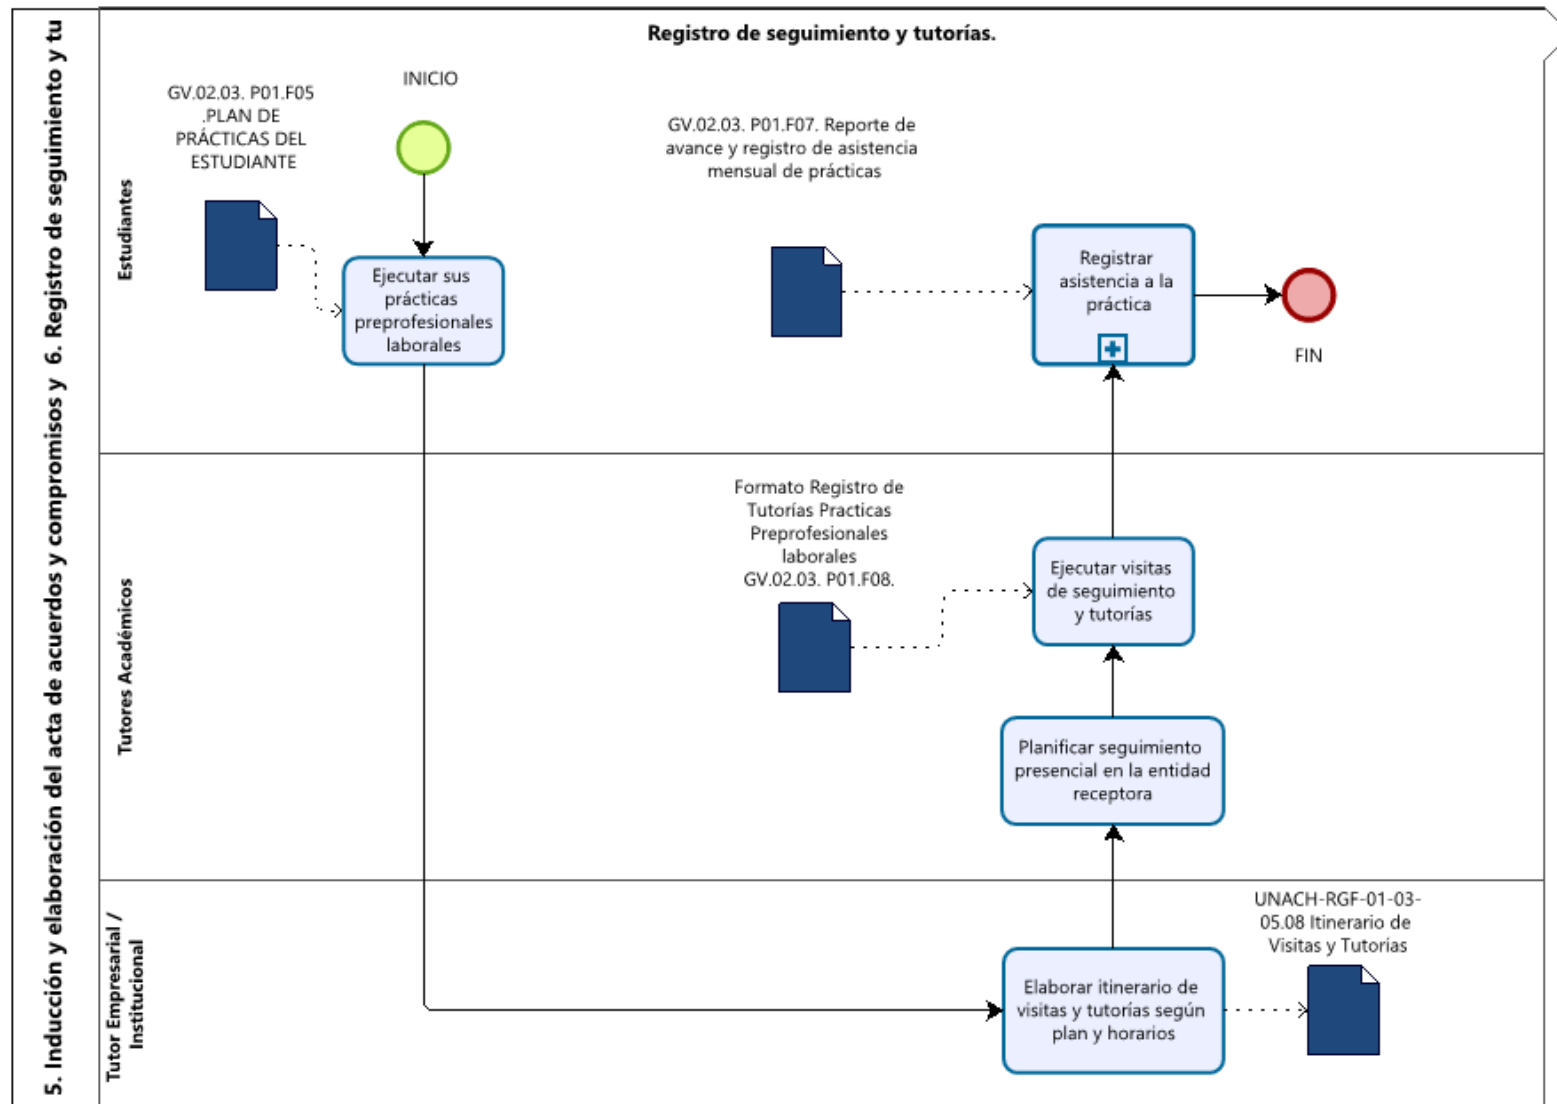 5. Inducción y elaboración del acta de acuerdos y compromisos y  6. Registro de seguimiento y tu
Registro de seguimiento y tutorías.
Estudiantes
GV.02.03. P01.F05
.PLAN DE
PRÁCTICAS DEL
ESTUDIANTE
INICIO
Ejecutar sus
prácticas
preprofesionales
laborales
GV.02.03. P01.F07. Reporte de
avance y registro de asistencia
mensual de prácticas
Registrar
asistencia a la
práctica
FIN
Tutores Académicos
Formato Registro de
Tutorías Practicas
Preprofesionales
laborales
GV.02.03. P01.F08.
Ejecutar visitas
de seguimiento
y tutorías
Planificar seguimiento
presencial en la entidad
receptora
Tutor Empresarial /
Institucional
Elaborar itinerario de
visitas y tutorías según
plan y horarios
UNACH-RGF-01-03-
05.08 Itinerario de
Visitas y Tutorías